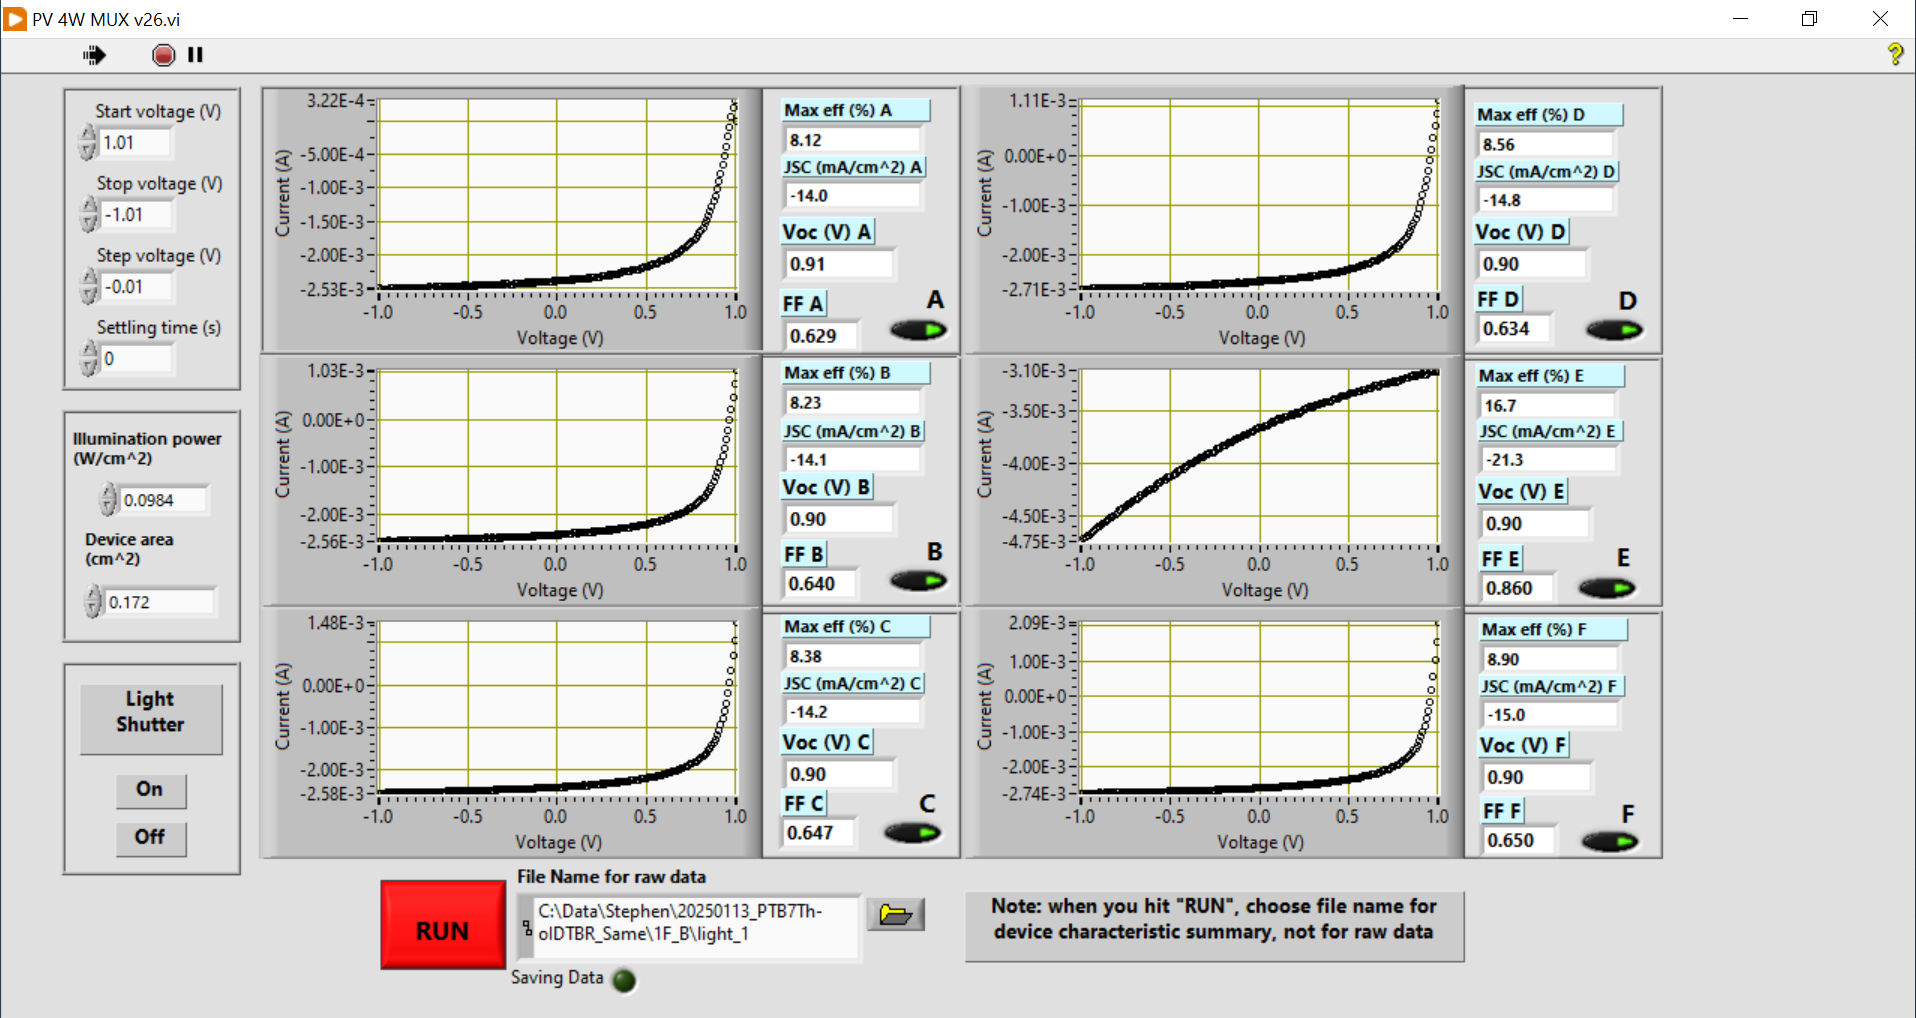 PV 4W MUX v26.vi
Start voltage (V)
1.01
Stop voltage (V)
-1.01
Step voltage (V)
-0.01
Settling time (s)
0
Illumination power
(W/cm^2)
0.0984
Device area
(cm^2)
0.172
Light
Shutter
On
Off
3.22E-4
-5.00E-4
-1.00E-3
-1.50E-3
-2.00E-3
-2.53E-3
Current (A)
-1.0 -0.5 0.0 0.5 1.0
Voltage (V)
Max eff (%) A
8.12
JSC (mA/cm^2) A
-14.0
Voc (V) A
0.91
FF A
0.629
A
1.11E-3
0.00E+0
-1.00E-3
-2.00E-3
-2.71E-3
Current (A)
-1.0 -0.5 0.0 0.5 1.0
Voltage (V)
Max eff (%) D
8.56
JSC (mA/cm^2) D
-14.8
Voc (V) D
0.90
FF D
0.634
D
1.03E-3
0.00E+0
-1.00E-3
-2.00E-3
-2.56E-3
Current (A)
-1.0 -0.5 0.0 0.5 1.0
Voltage (V)
Max eff (%) B
8.23
JSC (mA/cm^2) B
-14.1
Voc (V) B
0.90
FF B
0.640
B
-3.10E-3
-3.50E-3
-4.00E-3
-4.50E-3
-4.75E-3
Current (A)
-1.0 -0.5 0.0 0.5 1.0
Voltage (V)
Max eff (%) E
16.7
JSC (mA/cm^2) E
-21.3
Voc (V) E
0.90
FF E
0.860
E
1.48E-3
0.00E+0
-1.00E-3
-2.00E-3
-2.58E-3
Current (A)
-1.0 -0.5 0.0 0.5 1.0
Voltage (V)
Max eff (%) C
8.38
JSC (mA/cm^2) C
-14.2
Voc (V) C
0.90
FF C
0.647
C
2.09E-3
1.00E-3
0.00E+0
-1.00E-3
-2.00E-3
-2.74E-3
Current (A)
-1.0 -0.5 0.0 0.5 1.0
Voltage (V)
Max eff (%) F
8.90
JSC (mA/cm^2) F
-15.0
Voc (V) F
0.90
FF F
0.650
F
RUN
File Name for raw data
C:\Data\Stephen\20250113_PTB7Th-
oIDTBR_Same\1F_B\light_1
Saving Data
Note: when you hit "RUN", choose file name for
device characteristic summary, not for raw data